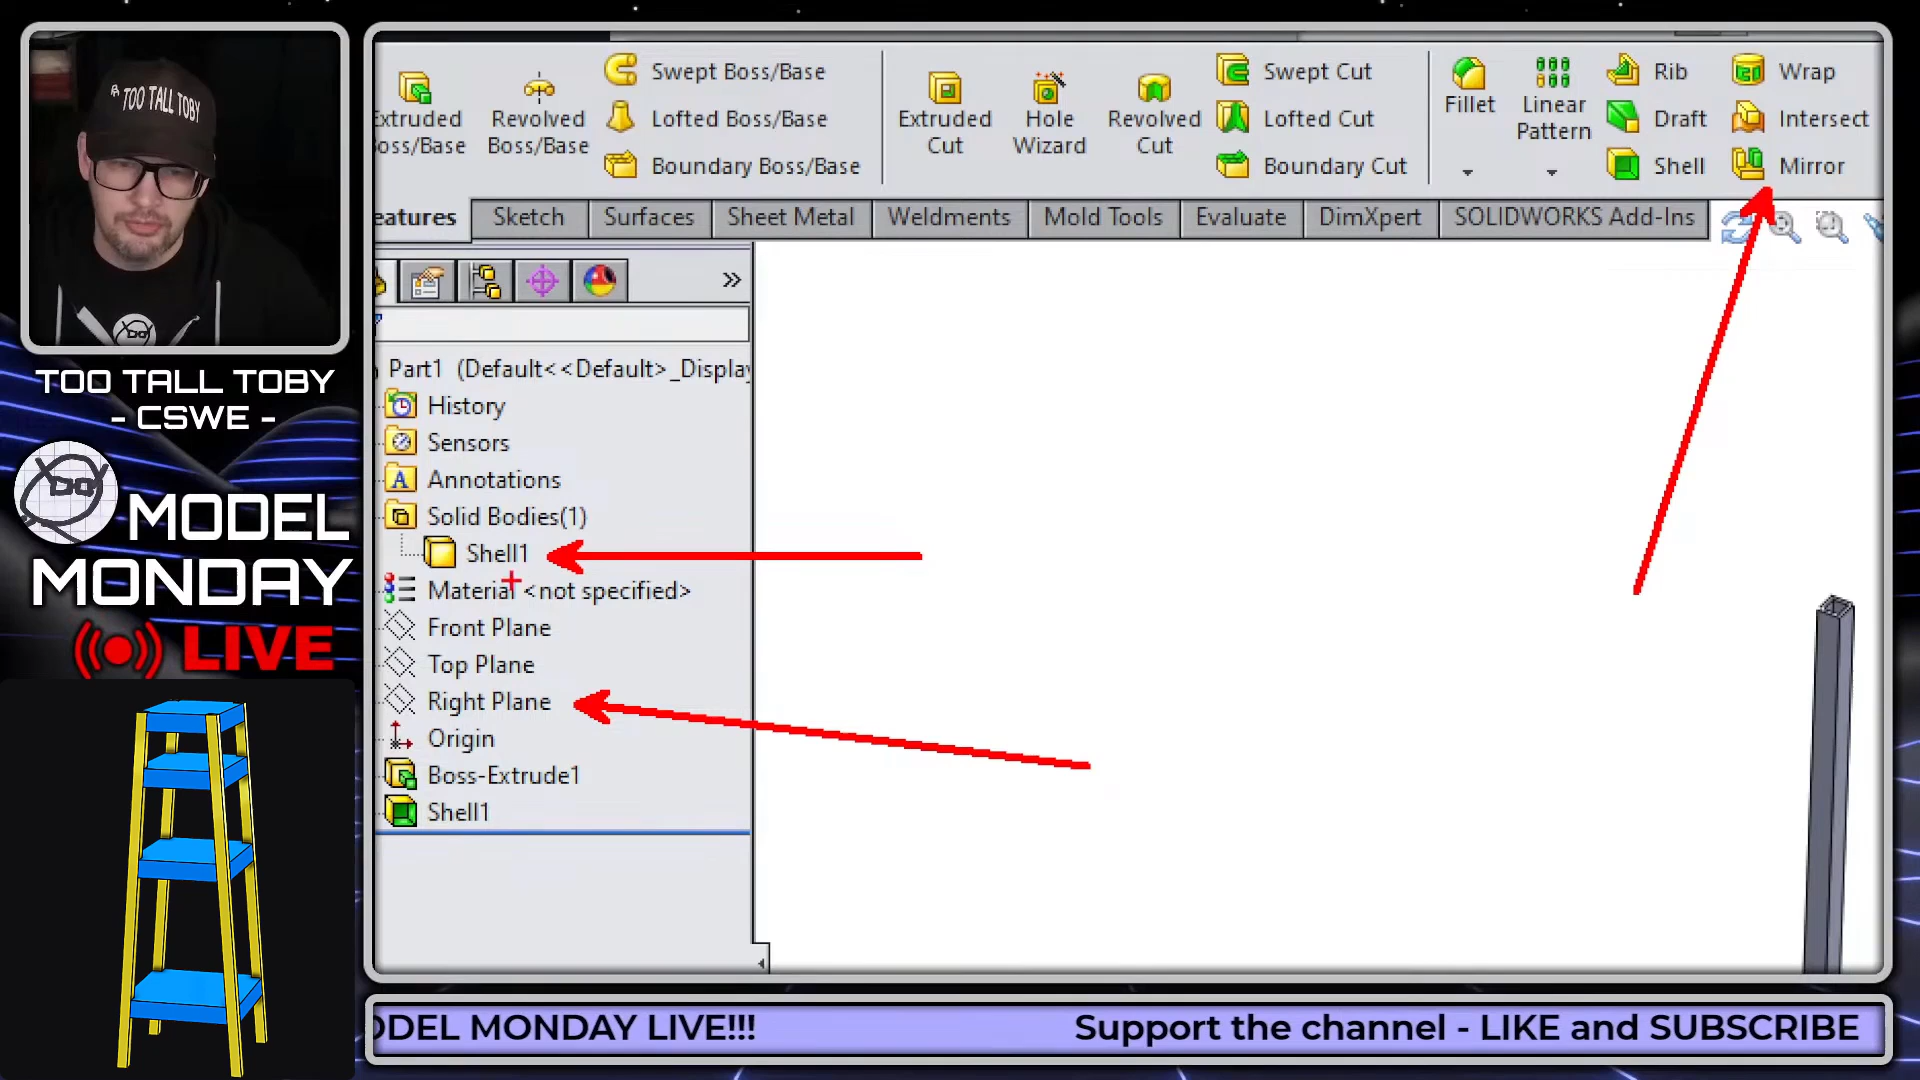 TOO TALL TOBY
TOO TALL TOBY
- CSWE -
MODEL
MONDAY
LIVE
Extruded
Boss/Base
Revolved
Boss/Base
Swept Boss/Base
Lofted Boss/Base
Boundary Boss/Base
Extruded
Cut
Hole
Wizard
Revolved
Cut
Swept Cut
Lofted Cut
Boundary Cut
Fillet
Linear
Pattern
Rib
Draft
Shell
Wrap
Intersect
Mirror
eatures
Sketch
Surfaces
Sheet Metal
Weldments
Mold Tools
Evaluate
DimXpert
SOLIDWORKS Add-Ins
Part1 (Default<<Default>_Display
History
Sensors
A Annotations
Solid Bodies(1)
Shell1
Material <not specified>
Front Plane
Top Plane
Right Plane
Origin
Boss-Extrude1
Shell1
ODEL MONDAY LIVE!!! Support the channel - LIKE and SUBSCRIBE